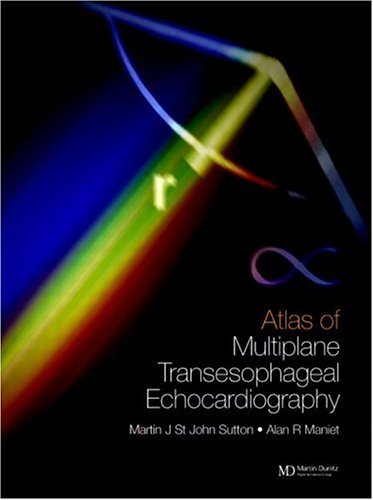 r
Atlas of
Multiplane
Transesophageal
Echocardiography
Martin J St John Sutton • Alan R Maniet
MD Martin Dunitz